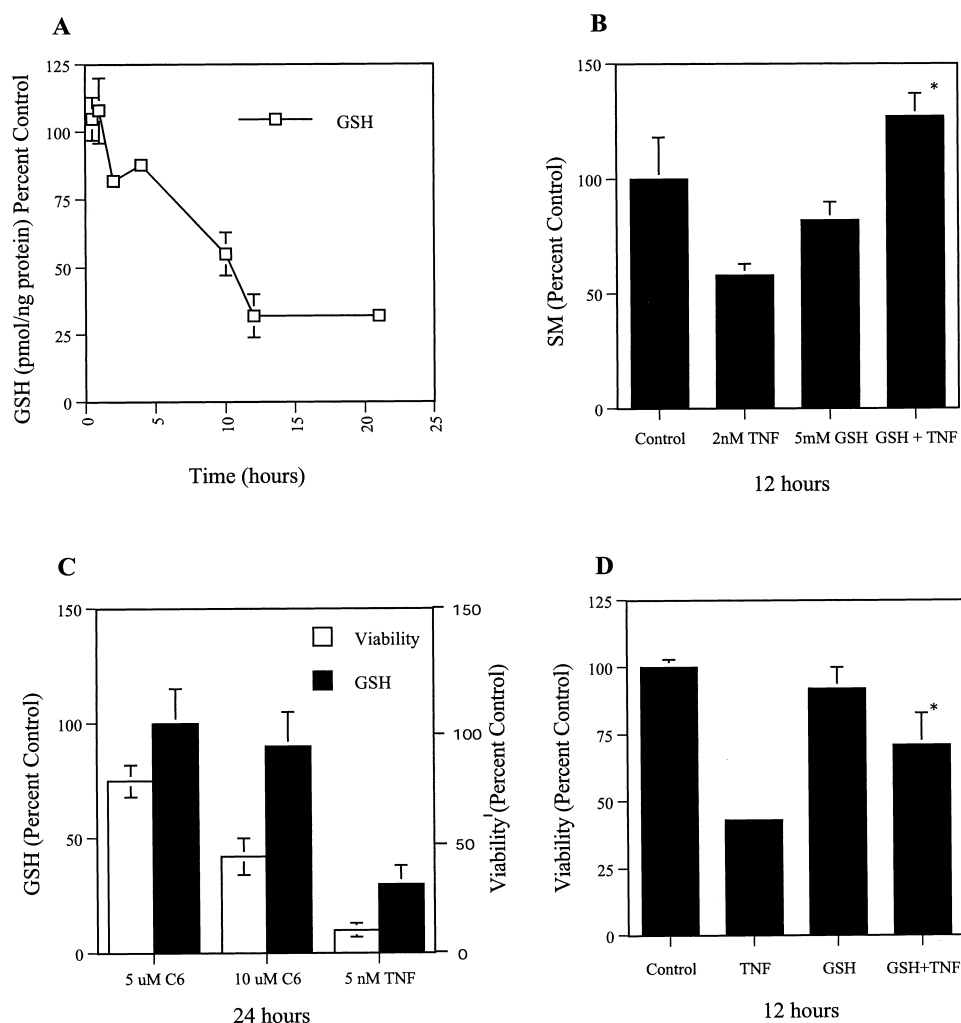 A
GSH (pmol/ng protein) Percent Control
125
100
75
50
25
0
GSH
0
5
10
15
20
25
Time (hours)
B
SM (Percent Control)
150
100
50
0
*
Control
2nM TNF
5mM GSH
GSH + TNF
12 hours
C
GSH (Percent Control)
150
100
50
0
Viability
GSH
150
100
50
0
Viability (Percent Control)
5 uM C6
10 uM C6
5 nM TNF
24 hours
D
Viability (Percent Control)
125
100
75
50
25
0
*
Control
TNF
GSH
GSH+TNF
12 hours